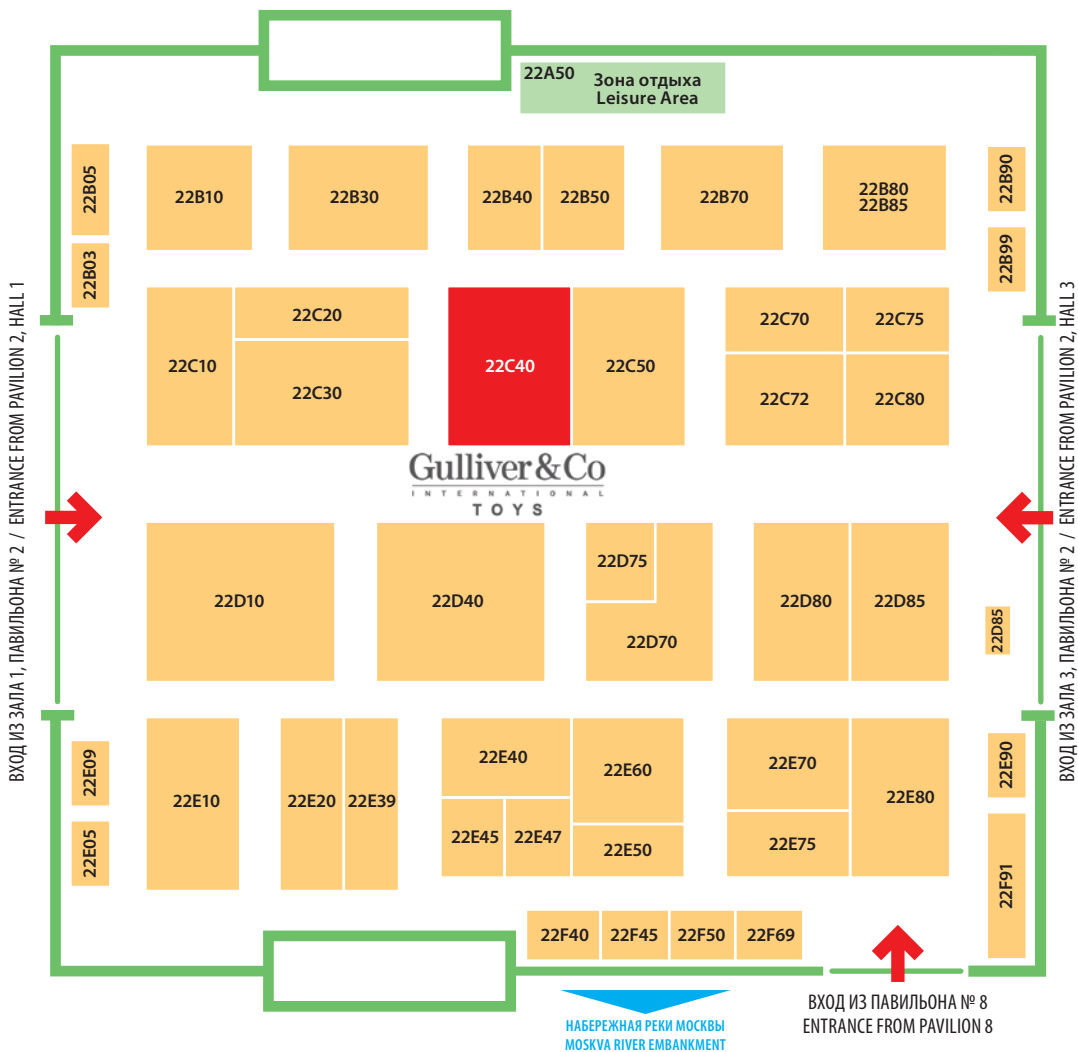 22A50
Зона отдыха
Leisure Area
22B05
22B10
22B30
22B40
22B50
22B70
22B80
22B85
22B90
22B03
22B99
22C10
22C20
22C30
22C40
22C50
22C70
22C75
22C72
22C80
Gulliver & Co
INTERNATIONAL
TOYS
ВХОД ИЗ ЗАЛА 1, ПАВИЛЬОНА № 2 / ENTRANCE FROM PAVILION 2, HALL 1
ВХОД ИЗ ЗАЛА 3, ПАВИЛЬОНА № 2 / ENTRANCE FROM PAVILION 2, HALL 3
22D10
22D40
22D75
22D70
22D80
22D85
22D85
22E09
22E05
22E10
22E20
22E39
22E40
22E45
22E47
22E60
22E50
22E70
22E75
22E80
22E90
22F91
22F40
22F45
22F50
22F69
НАБЕРЕЖНАЯ РЕКИ МОСКВЫ
MOSKVA RIVER EMBANKMENT
ВХОД ИЗ ПАВИЛЬОНА № 8
ENTRANCE FROM PAVILION 8